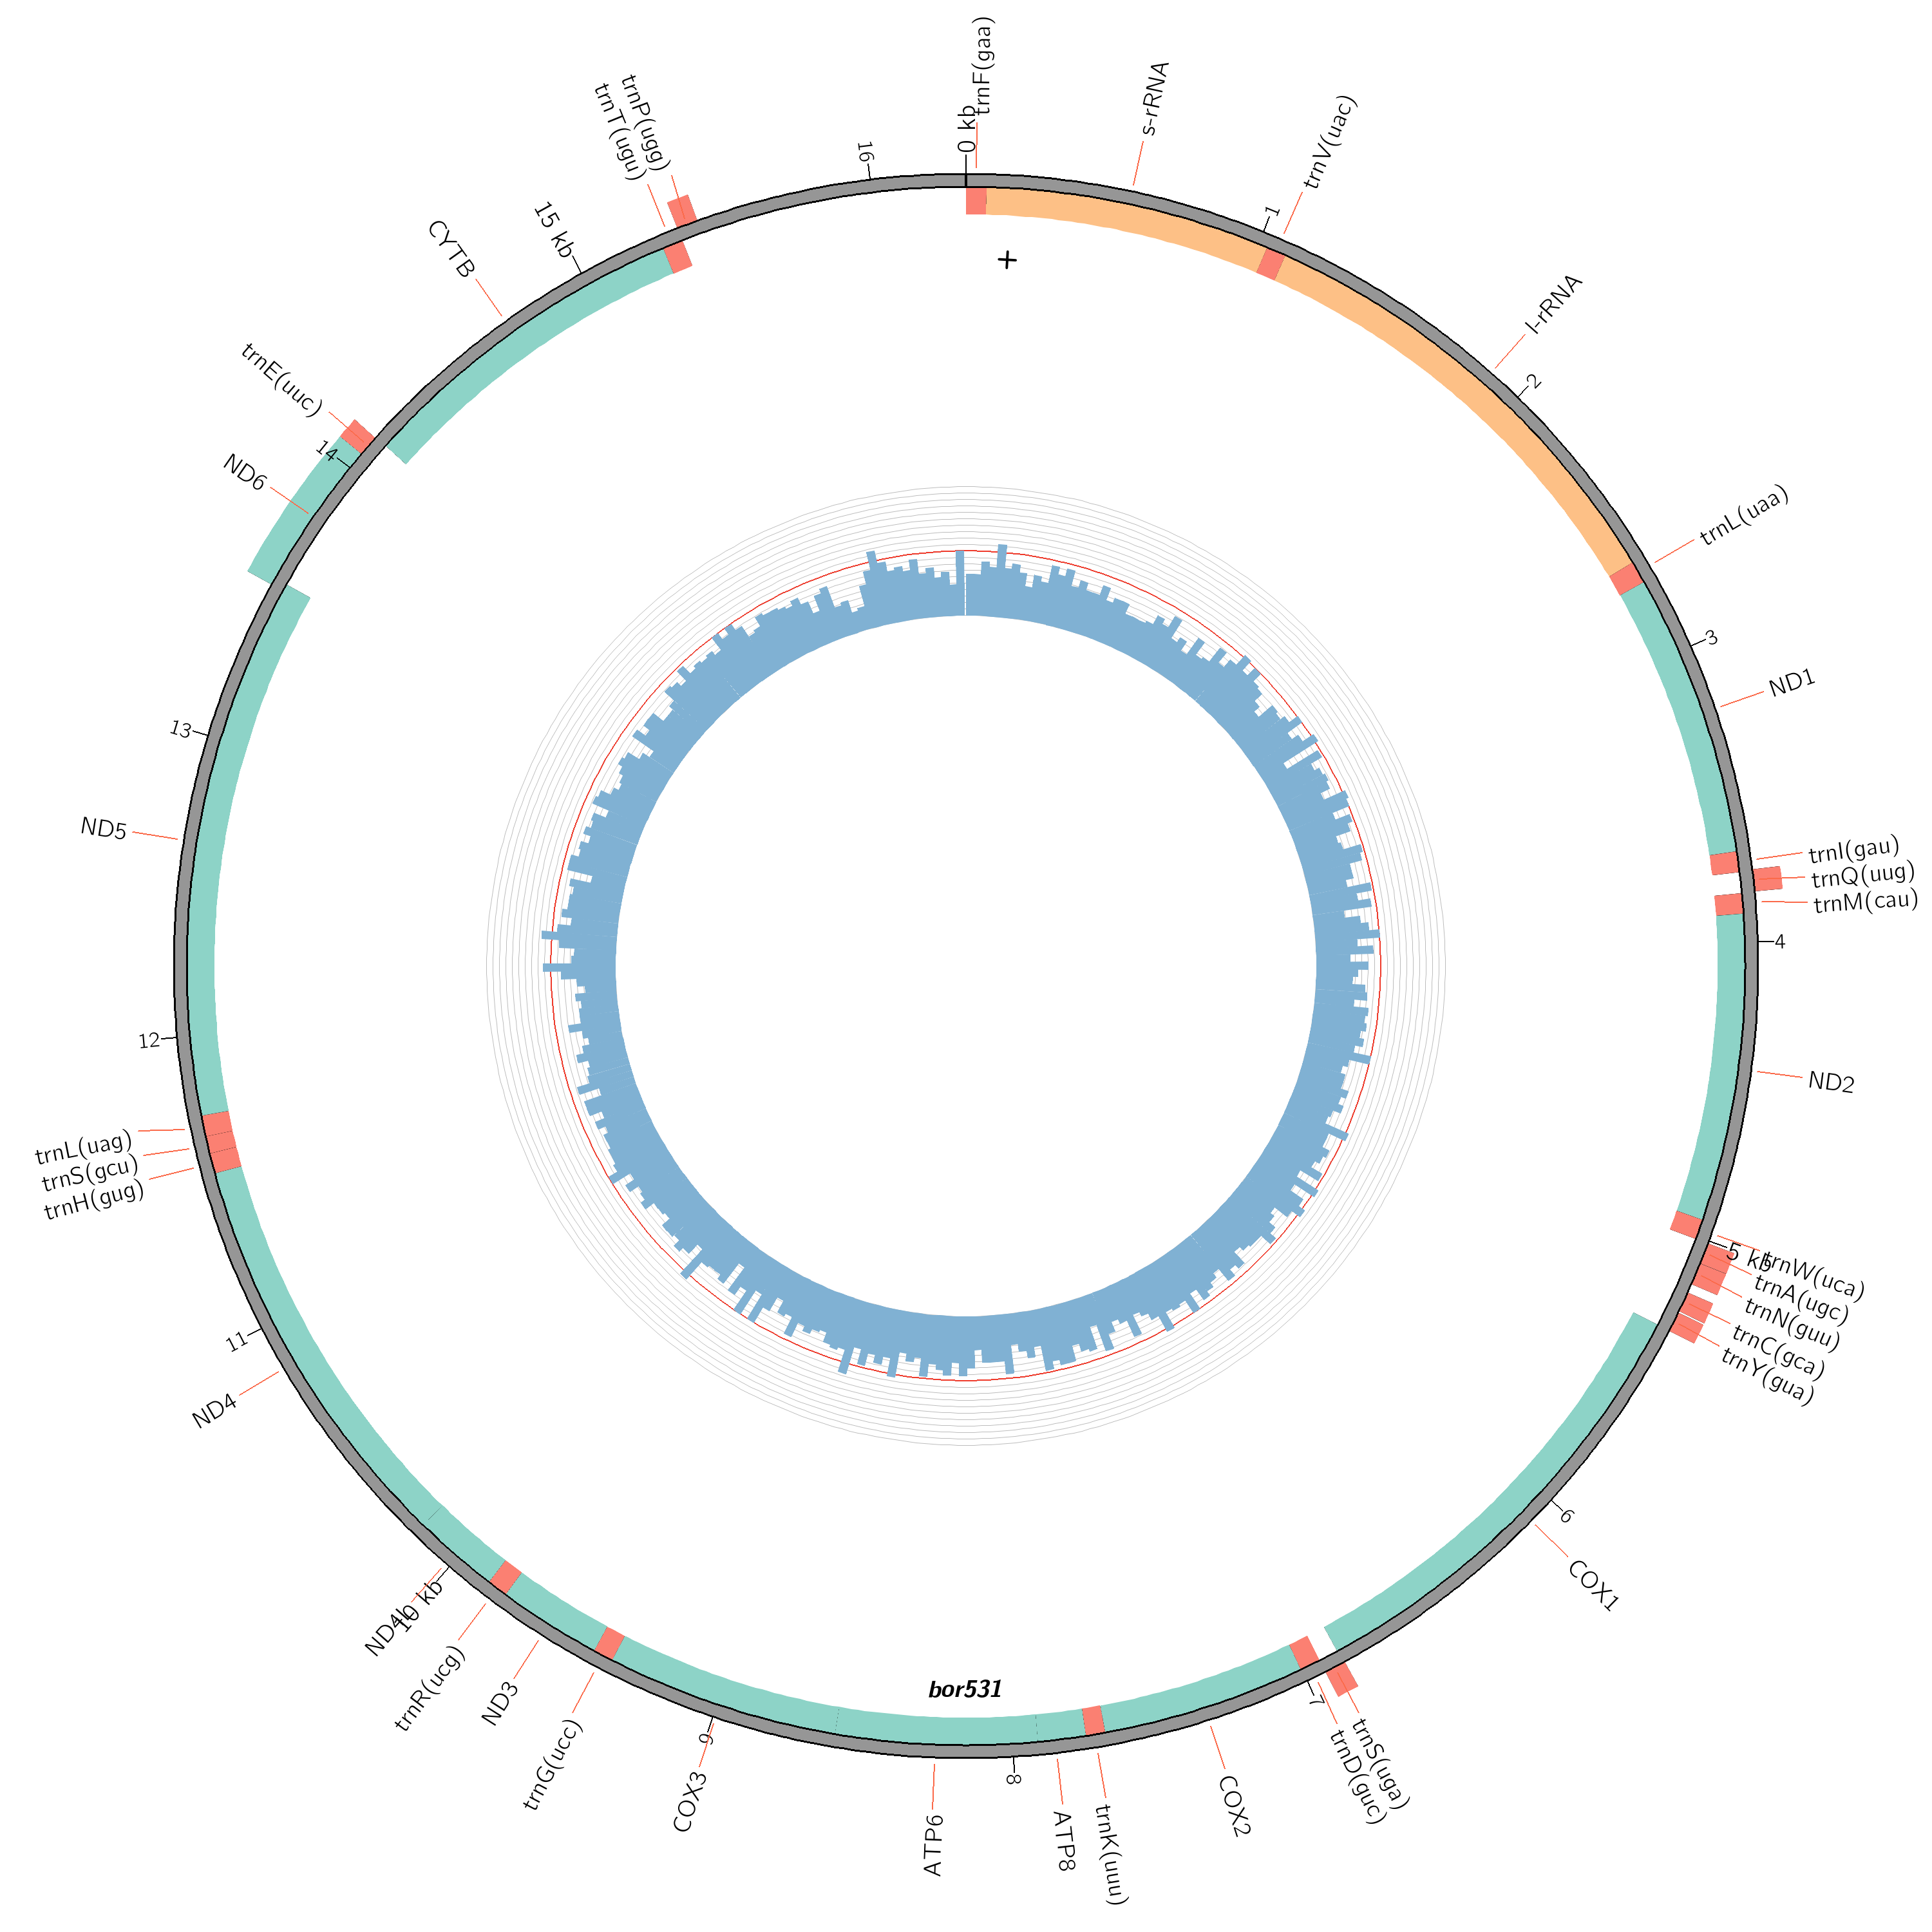 0 kb
trnF(gaa)
s-rRNA
1
trnV(uac)
l-rRNA
2
trnL(uaa)
3
ND1
trnI(gau)
trnQ(uug)
trnM(cau)
4
ND2
5 kb
trnW(uca)
trnA(ugc)
trnN(guu)
trnC(gca)
trnY(gua)
6
COX1
trnS(uga)
trnD(guc)
7
COX2
trnK(uuu)
ATP8
8
ATP6
COX3
9
trnG(ucc)
ND3
trnR(ucg)
ND4L
10 kb
ND4
11
trnH(gug)
trnS(gcu)
trnL(uag)
12
ND5
13
ND6
14
trnE(uuc)
CYTB
15 kb
trnT(ugu)
trnP(ugg)
16
+
bor531